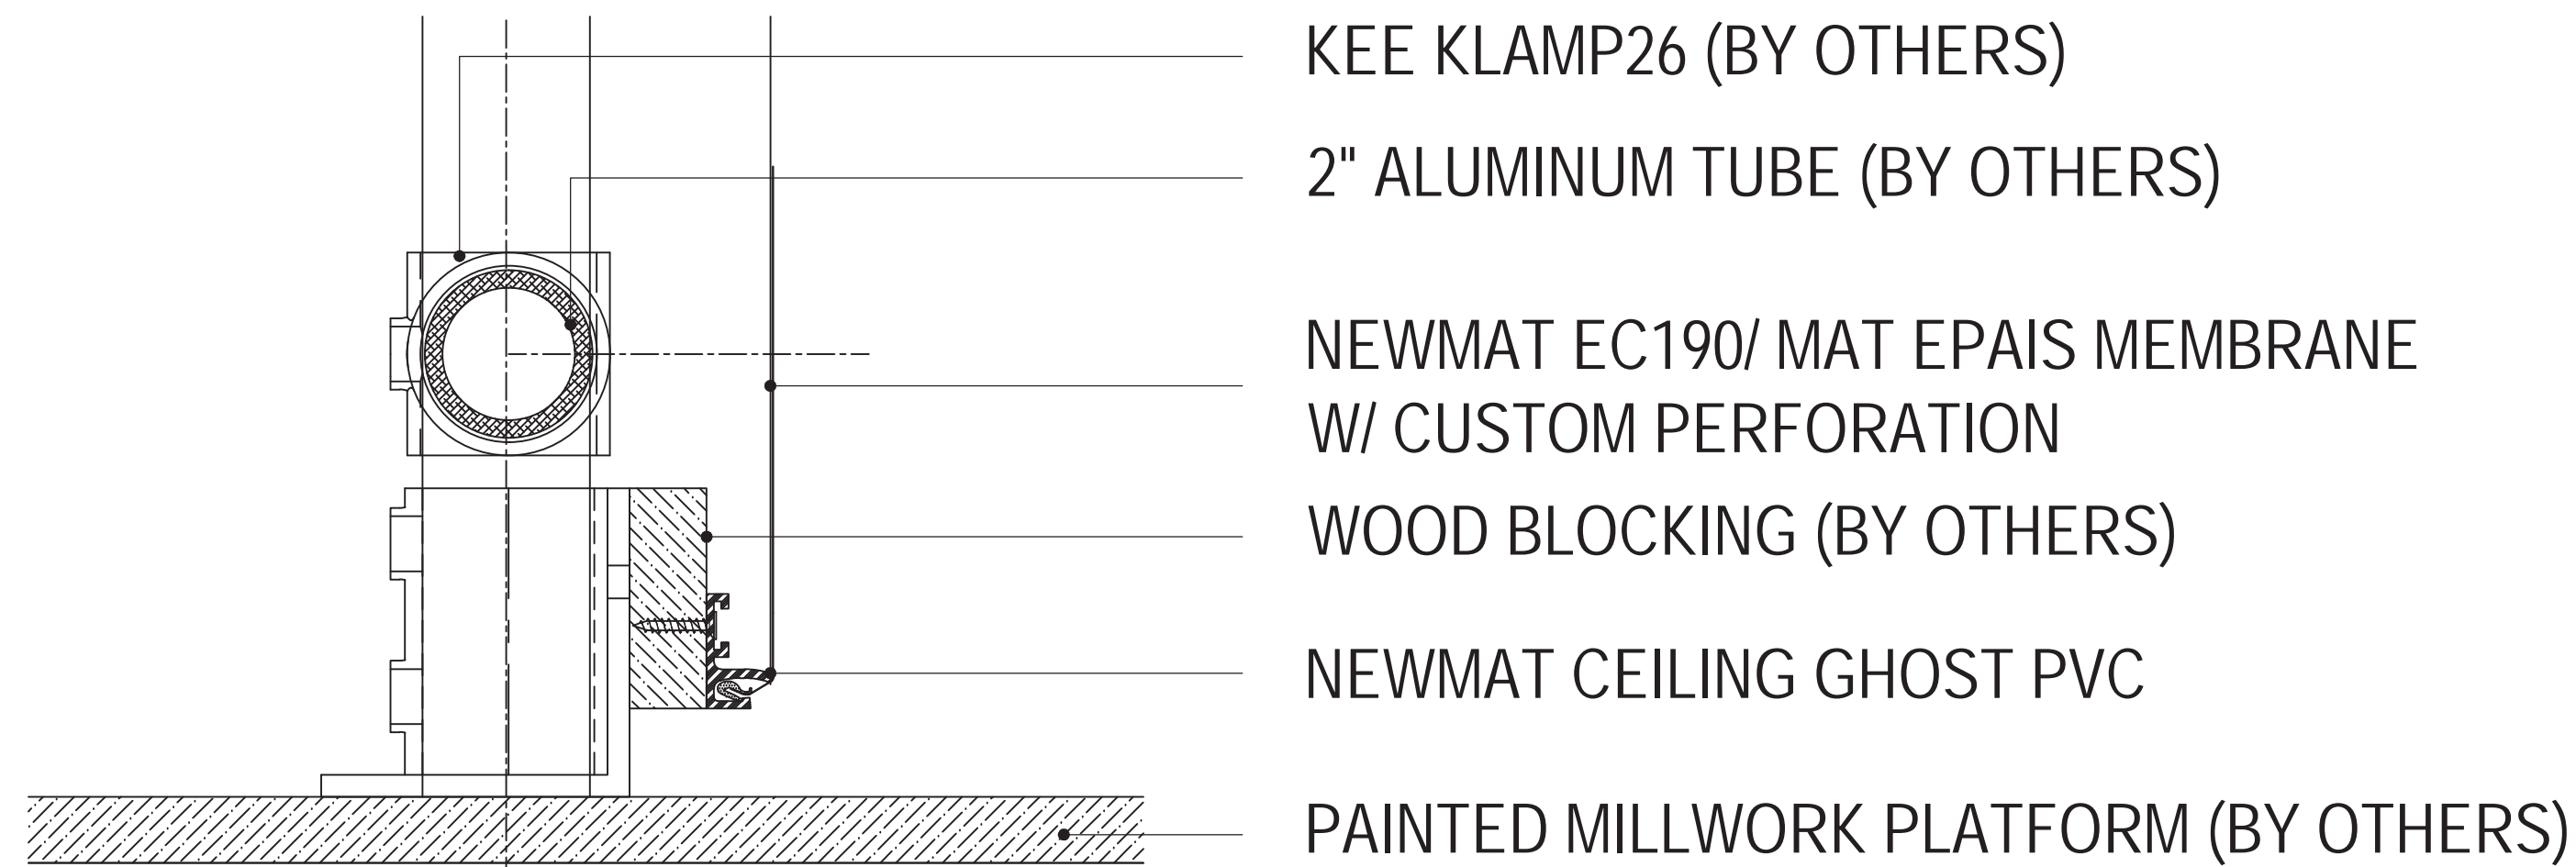 KEE KLAMP26 (BY OTHERS)
2" ALUMINUM TUBE (BY OTHERS)
NEWMAT EC190/ MAT EPAIS MEMBRANE
W/ CUSTOM PERFORATION
WOOD BLOCKING (BY OTHERS)
NEWMAT CEILING GHOST PVC
PAINTED MILLWORK PLATFORM (BY OTHERS)